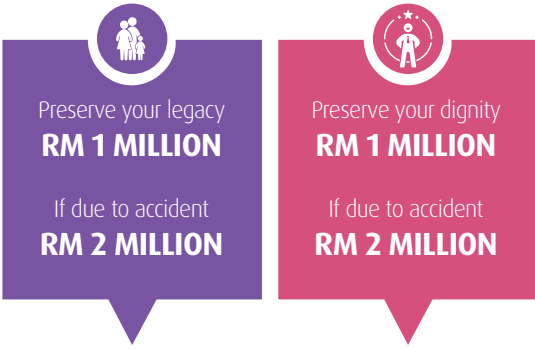 Preserve your legacy
RM 1 MILLION
If due to accident
RM 2 MILLION
Preserve your dignity
RM 1 MILLION
If due to accident
RM 2 MILLION